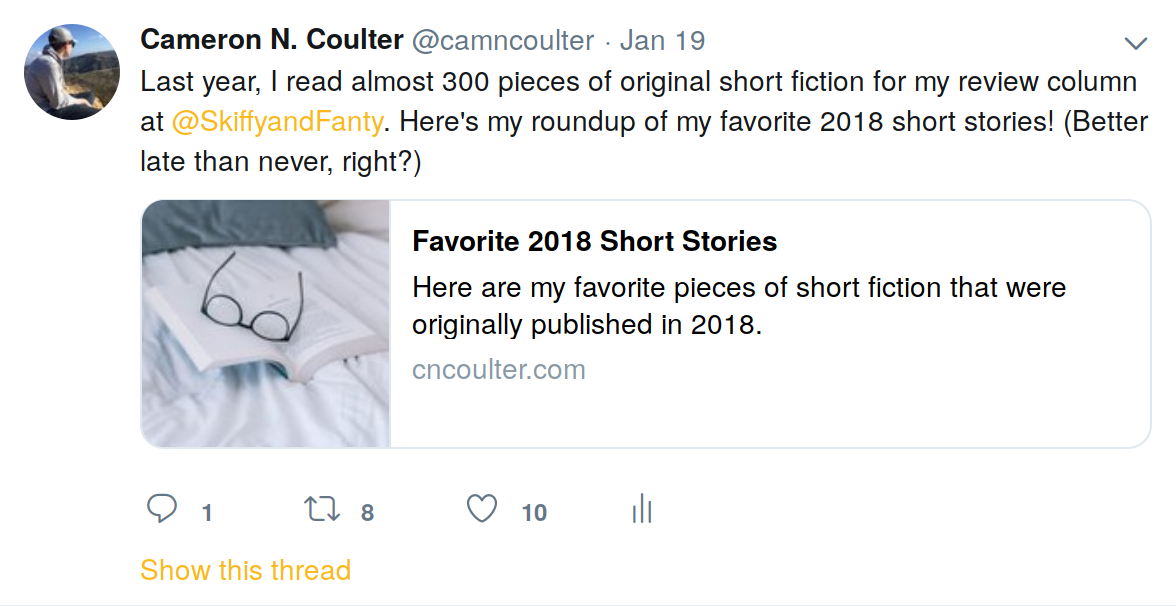 Cameron N. Coulter @camncoulter · Jan 19
Last year, I read almost 300 pieces of original short fiction for my review column
at @SkiffyandFanty. Here's my roundup of my favorite 2018 short stories! (Better
late than never, right?)
Favorite 2018 Short Stories
Here are my favorite pieces of short fiction that were
originally published in 2018.
cncoulter.com
1 8 10
Show this thread